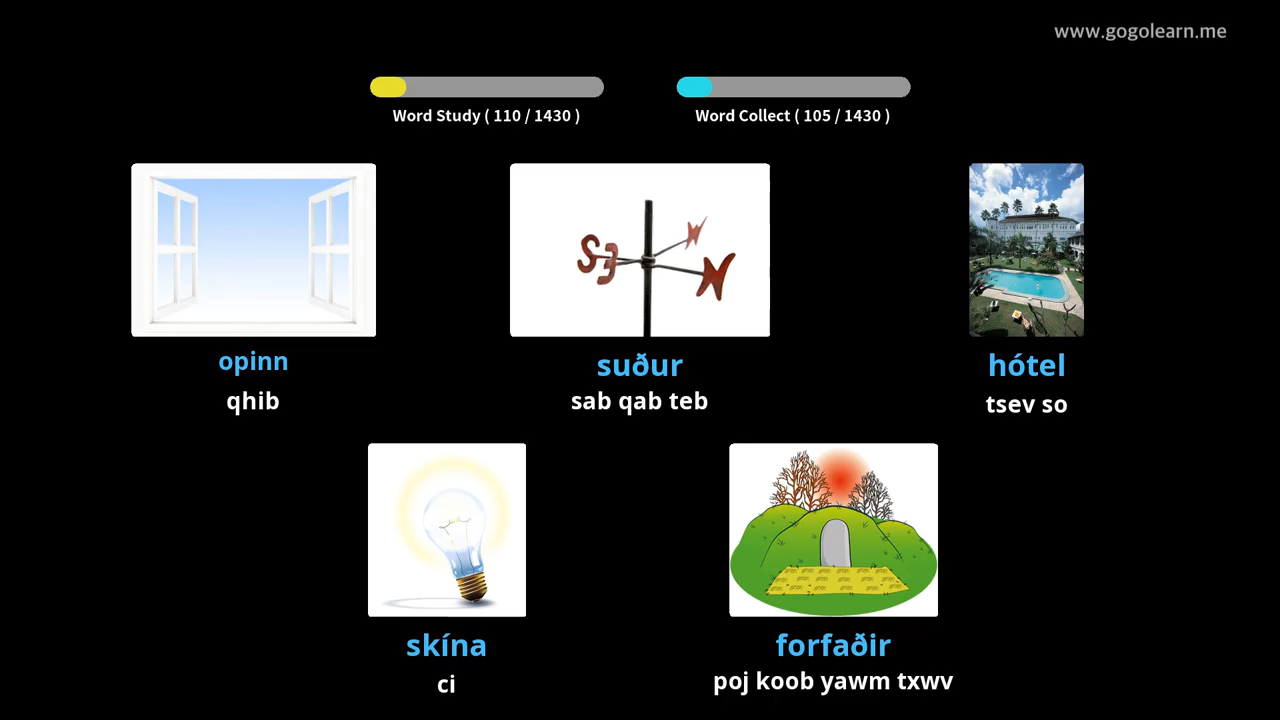 www.gogolearn.me
Word Study ( 110 / 1430 )
Word Collect ( 105 / 1430 )
S
E
N
opinn
suður
hótel
qhib
sab qab teb
tsev so
skína
forfaðir
ci
poj koob yawm txwv